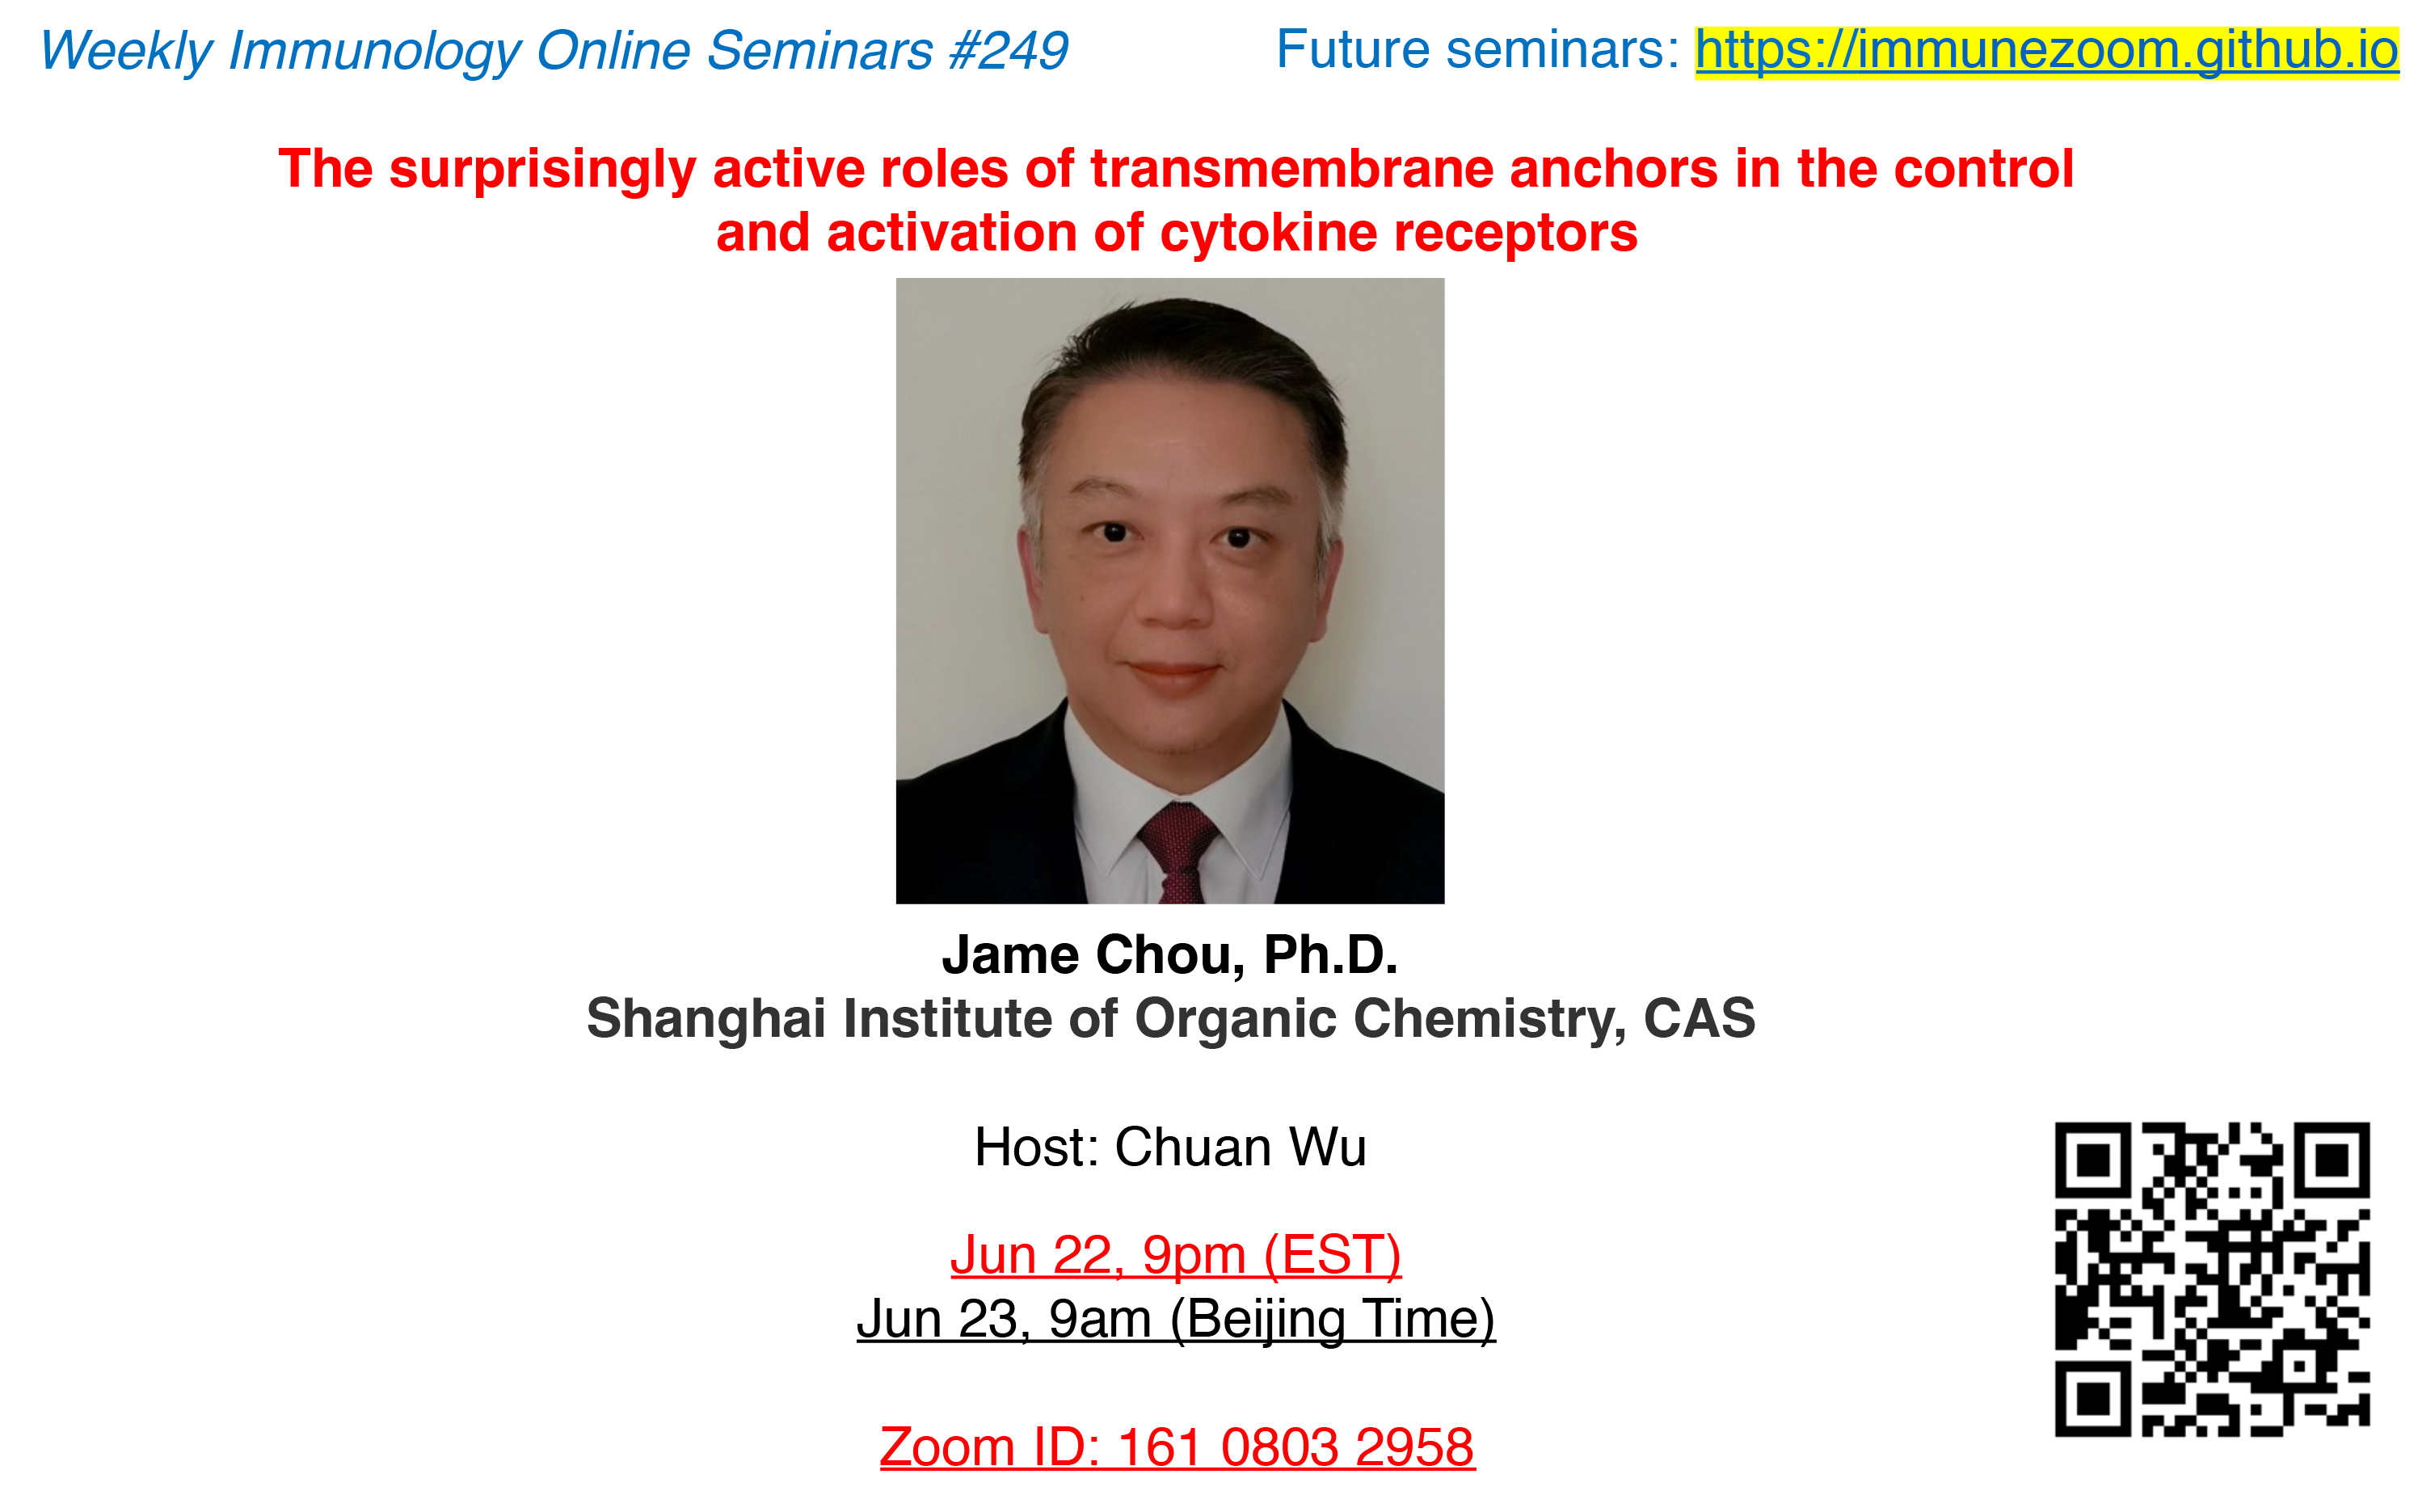 Weekly Immunology Online Seminars #249
Future seminars: https://immunezoom.github.io
The surprisingly active roles of transmembrane anchors in the control
and activation of cytokine receptors
Jame Chou, Ph.D.
Shanghai Institute of Organic Chemistry, CAS
Host: Chuan Wu
Jun 22, 9pm (EST)
Jun 23, 9am (Beijing Time)
Zoom ID: 161 0803 2958